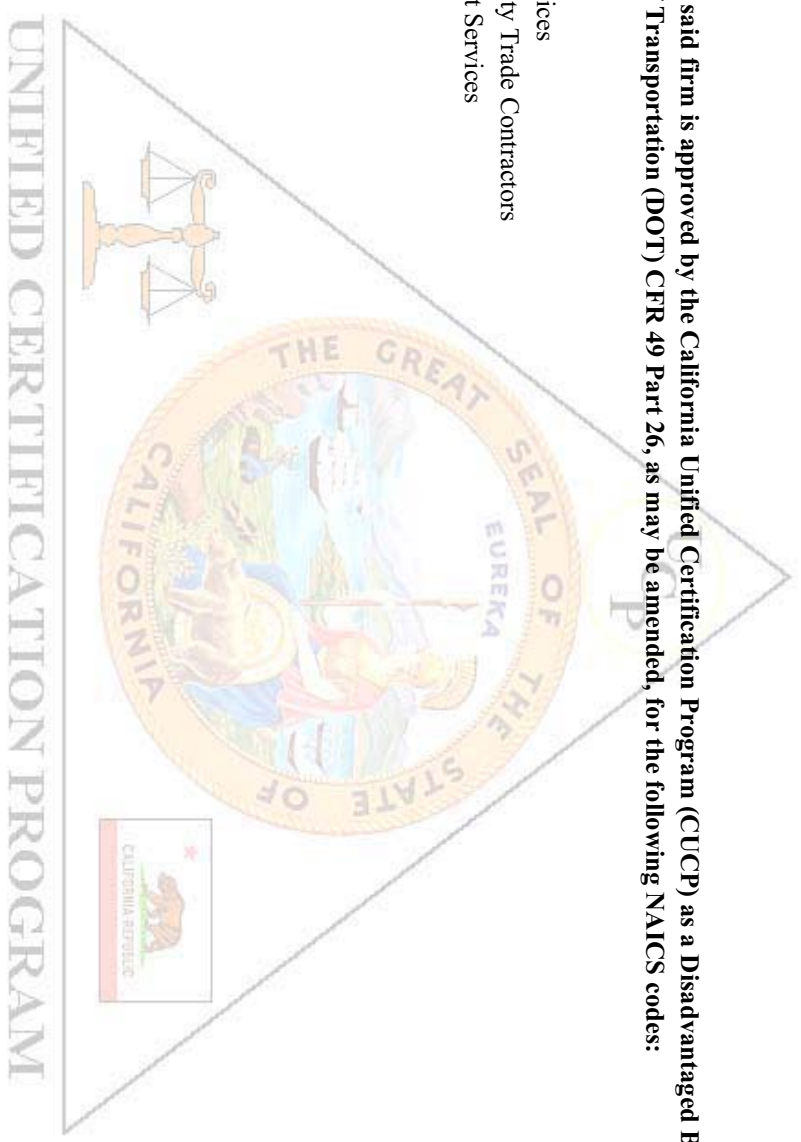 said firm is approved by the California Unified Certification Program (CUCP) as a Disadvantaged
Transportation (DOT) CFR 49 Part 26, as may be amended, for the following NAICS codes:
ices
ty Trade Contractors
t Services
UCP
THE GREAT SEAL OF THE STATE OF CALIFORNIA
EUREKA
CALIFORNIA REPUBLIC
UNIFIED CERTIFICATION PROGRAM